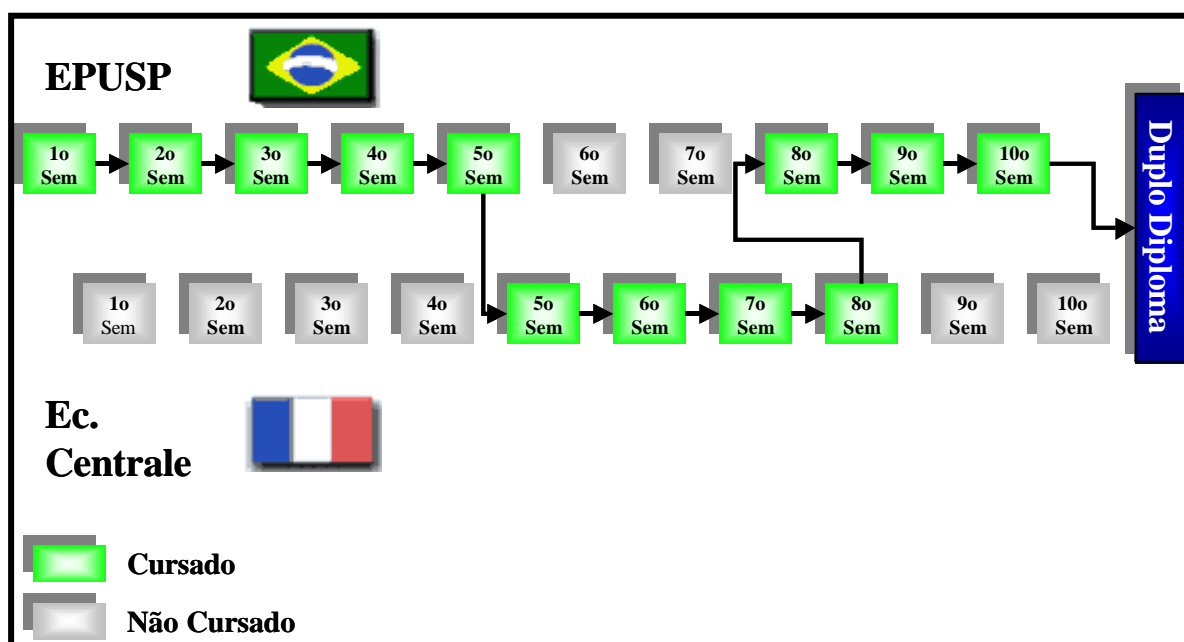 EPUSP
1o
Sem
2o
Sem
3o
Sem
4o
Sem
5o
Sem
6o
Sem
7o
Sem
8o
Sem
9o
Sem
10o
Sem
Duplo Diploma
1o
Sem
2o
Sem
3o
Sem
4o
Sem
5o
Sem
6o
Sem
7o
Sem
8o
Sem
9o
Sem
10o
Sem
Ec.
Centrale
Cursado
Não Cursado